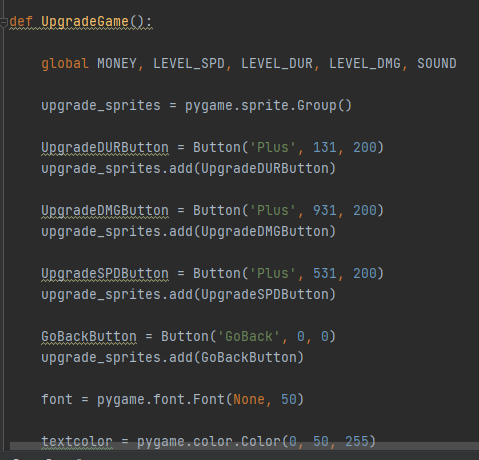 def UpgradeGame():
global MONEY, LEVEL_SPD, LEVEL_DUR, LEVEL_DMG, SOUND
upgrade_sprites = pygame.sprite.Group()
UpgradeDURButton = Button('Plus', 131, 200)
upgrade_sprites.add(UpgradeDURButton)
UpgradeDMGButton = Button('Plus', 931, 200)
upgrade_sprites.add(UpgradeDMGButton)
UpgradeSPDButton = Button('Plus', 531, 200)
upgrade_sprites.add(UpgradeSPDButton)
GoBackButton = Button('GoBack', 0, 0)
upgrade_sprites.add(GoBackButton)
font = pygame.font.Font(None, 50)
textcolor = pygame.color.Color(0, 50, 255)